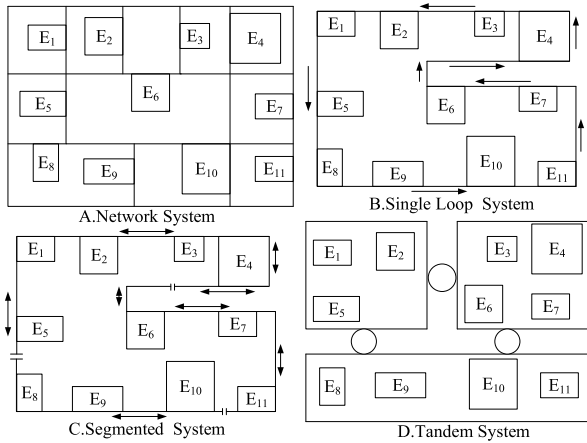 E1 E2 E3 E4
E5 E6 E7
E8 E9 E10 E11
A.Network System
E1 E2 E3 E4
E5 E6 E7
E8 E9 E10 E11
B.Single Loop System
E1 E2 E3 E4
E5 E6 E7
E8 E9 E10 E11
C.Segmented System
E1 E2 E3 E4
E5 E6 E7
E8 E9 E10 E11
D.Tandem System